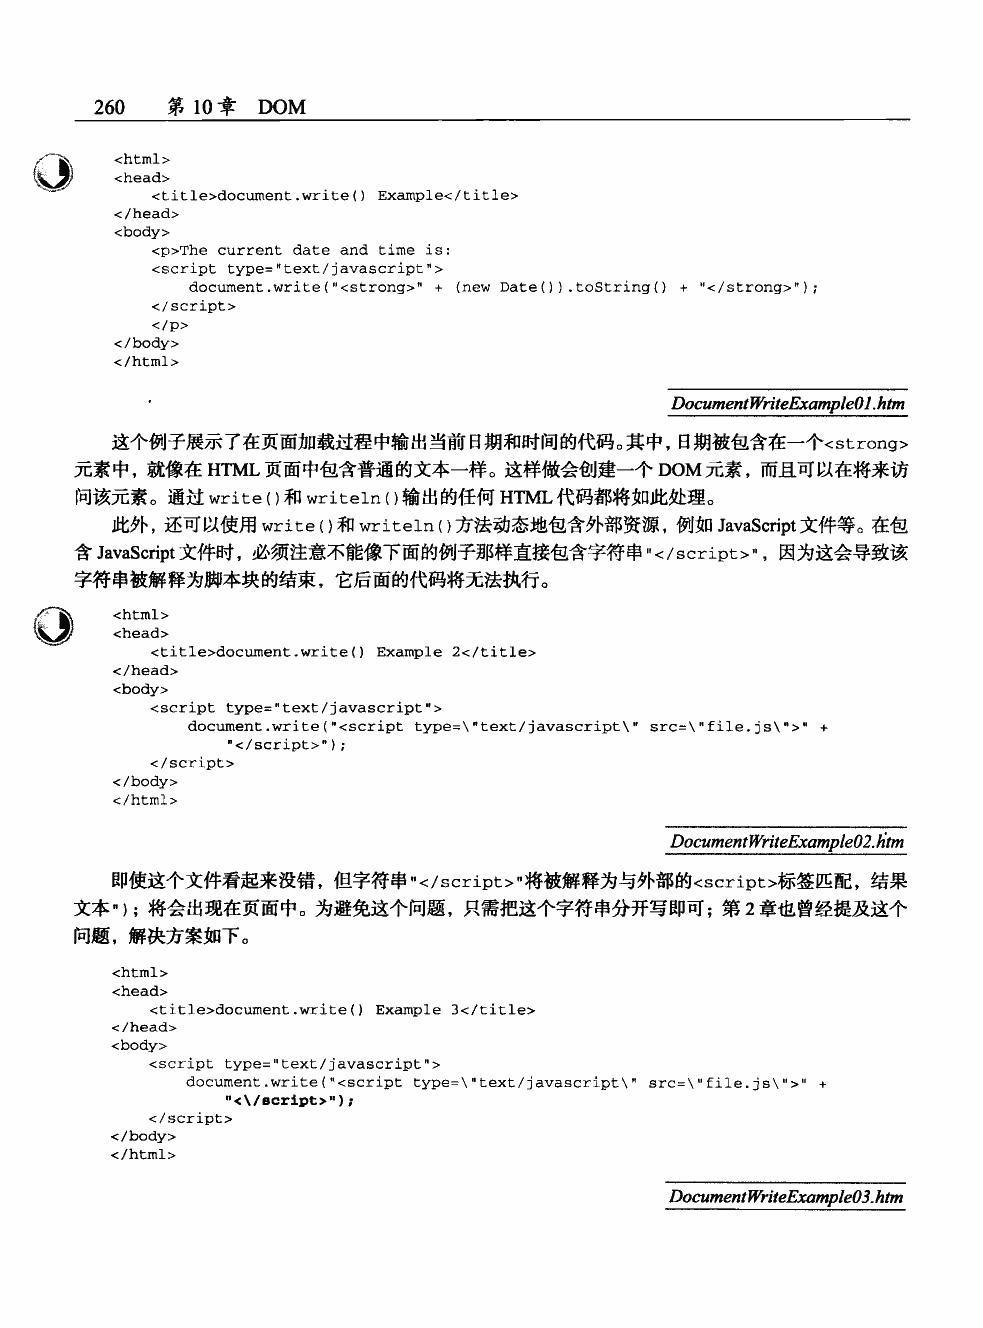 260 第 10 章 DOM
<html>
<head>
<title>document.write() Example</title>
</head>
<body>
<p>The current date and time is:
<script type="text/javascript">
document.write("<strong>" + (new Date()).toString() + "</strong>");
</script>
</p>
</body>
</html>
DocumentWriteExample01.htm
这个例子展示了在页面加载过程中输出当前日期和时间的代码。其中，日期被包含在一个<strong>
元素中，就像在 HTML 页面中包含普通的文本一样。这样做会创建一个 DOM 元素，而且可以在将来访
问该元素。通过 write()和 writeln()输出的任何 HTML 代码都将如此处理。
此外，还可以使用 write()和 writeln()方法动态地包含外部资源，例如 JavaScript 文件等。在包
含 JavaScript 文件时，必须注意不能像下面的例子那样直接包含字符串"</script>"，因为这会导致该
字符串被解释为脚本块的结束，它后面的代码将无法执行。
<html>
<head>
<title>document.write() Example 2</title>
</head>
<body>
<script type="text/javascript">
document.write("<script type=\"text/javascript\" src=\"file.js\">" +
"</script>");
</script>
</body>
</html>
DocumentWriteExample02.htm
即使这个文件看起来没错，但字符串"</script>"将被解释为与外部的<script>标签匹配，结果
文本"); 将会出现在页面中。为避免这个问题，只需把这个字符串分开写即可；第 2 章也曾经提及这个
问题，解决方案如下。
<html>
<head>
<title>document.write() Example 3</title>
</head>
<body>
<script type="text/javascript">
document.write("<script type=\"text/javascript\" src=\"file.js\">" +
"<\/script>");
</script>
</body>
</html>
DocumentWriteExample03.htm